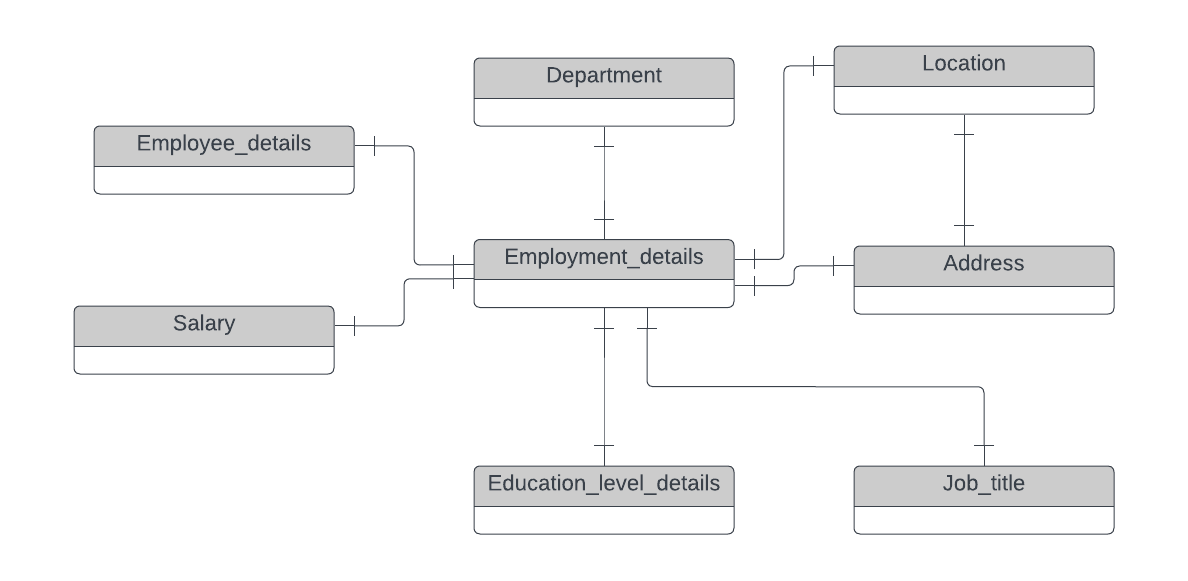 Location
Department
Employee_details
Employment_details
Address
Salary
Education_level_details
Job_title